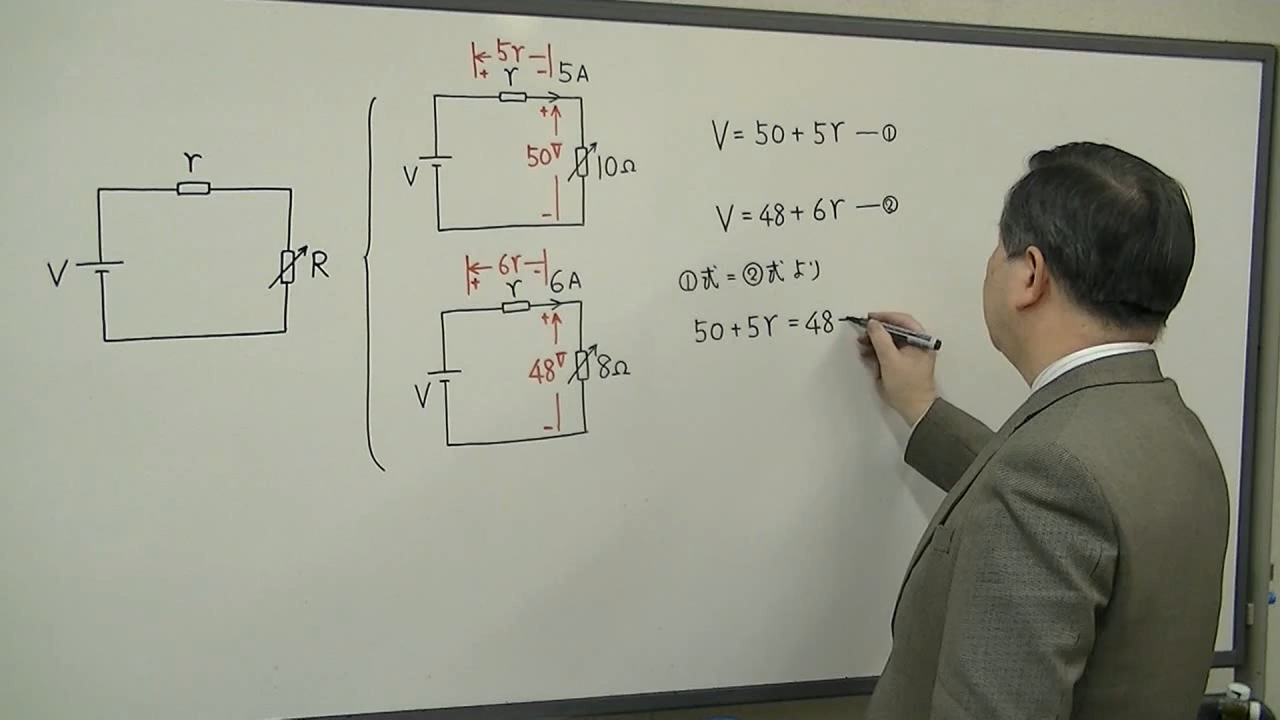 r
V
R
5r
+ -
r
5A
+
50V
10Ω
V
-
6r
+ -
r
6A
+
48V
8Ω
V
-
V = 50 + 5r —①
V = 48 + 6r —②
①式 = ②式より
50 + 5r = 48